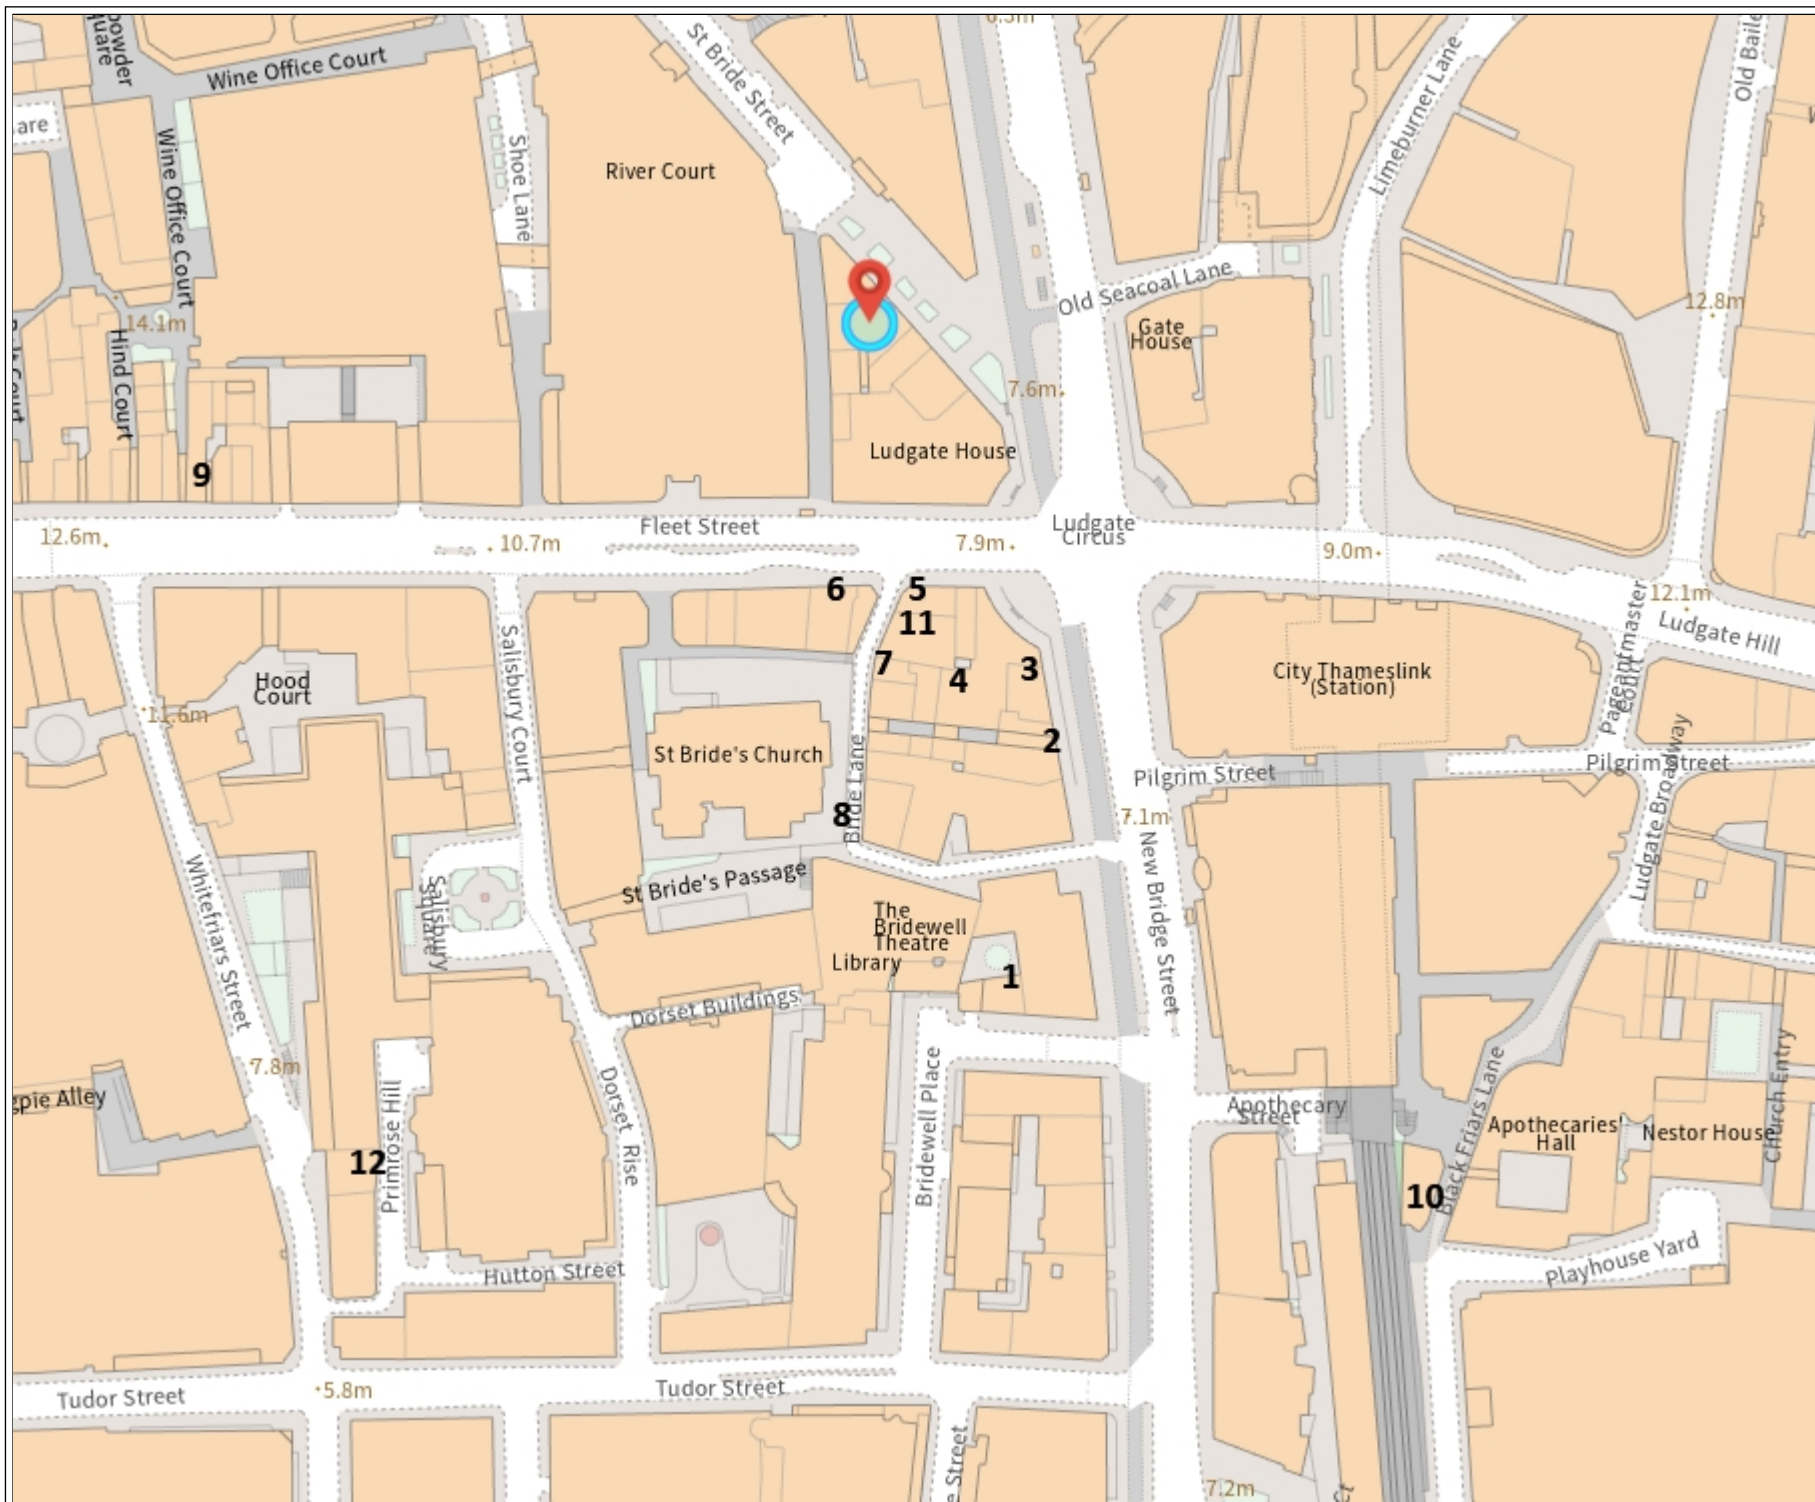 Wine Office Court
Wine Office Court
Shoe Lane
St Bride Street
River Court
Limeburner Lane
Old Seacoal Lane
Gate
House
12.8m
14.1m
Hind Court
7.6m
Ludgate House
9
Fleet Street
Ludgate
Circus
12.6m
10.7m
7.9m
9.0m
12.1m
Ludgate Hill
6
5
11
7
4
3
Hood
Court
11.6m
Salisbury Court
City Thameslink
(Station)
Pageantmaster
Court
St Bride's Church
Bride Lane
2
Pilgrim Street
Pilgrim Street
8
7.1m
Ludgate Broadway
St Bride's Passage
Whitefriars Street
Salisbury
Square
The
Bridewell
Theatre
Library
1
New Bridge Street
Dorset Buildings
7.8m
Dorset Rise
Bridewell Place
Apothecary
Street
Black Friars Lane
Apothecaries'
Hall
Nestor House
Church Entry
12
Primrose Hill
10
Hutton Street
Playhouse Yard
Tudor Street
5.8m
Tudor Street
7.2m